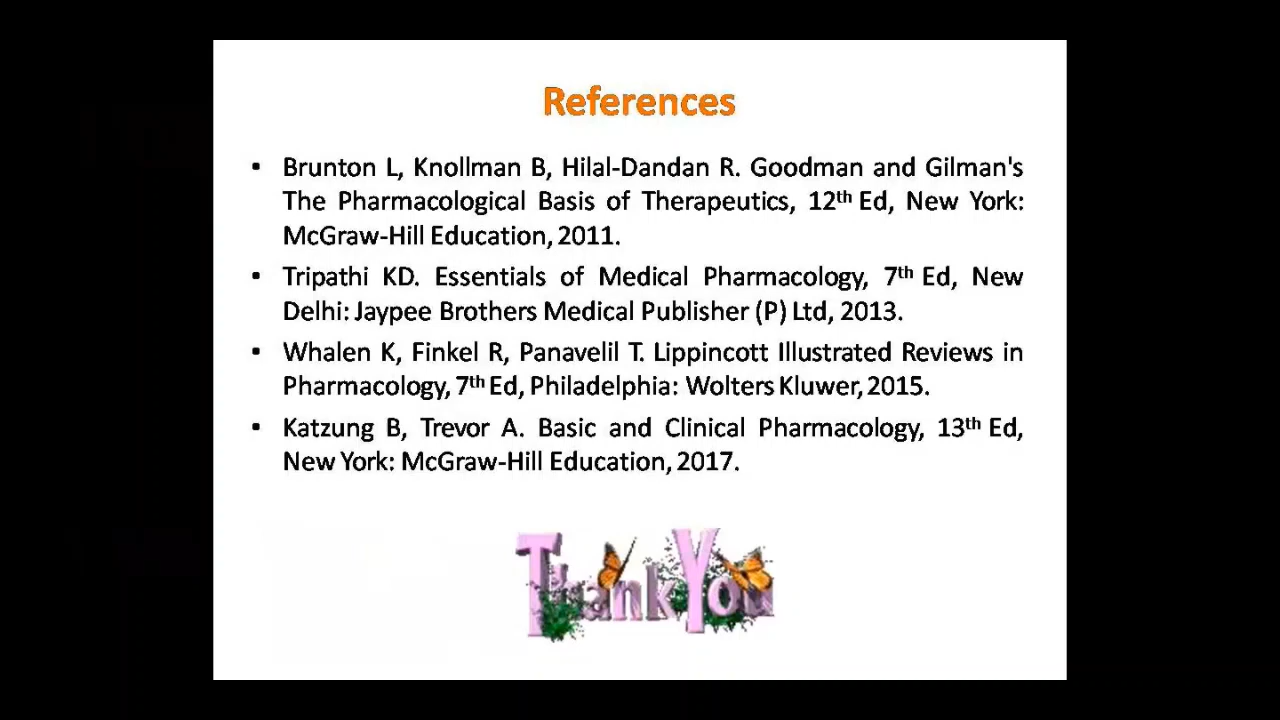 References
• Brunton L, Knollman B, Hilal-Dandan R. Goodman and Gilman's
The Pharmacological Basis of Therapeutics, 12th Ed, New York:
McGraw-Hill Education, 2011.
• Tripathi KD. Essentials of Medical Pharmacology, 7th Ed, New
Delhi: Jaypee Brothers Medical Publisher (P) Ltd, 2013.
• Whalen K, Finkel R, Panavelil T. Lippincott Illustrated Reviews in
Pharmacology, 7th Ed, Philadelphia: Wolters Kluwer, 2015.
• Katzung B, Trevor A. Basic and Clinical Pharmacology, 13th Ed,
New York: McGraw-Hill Education, 2017.
Thank You